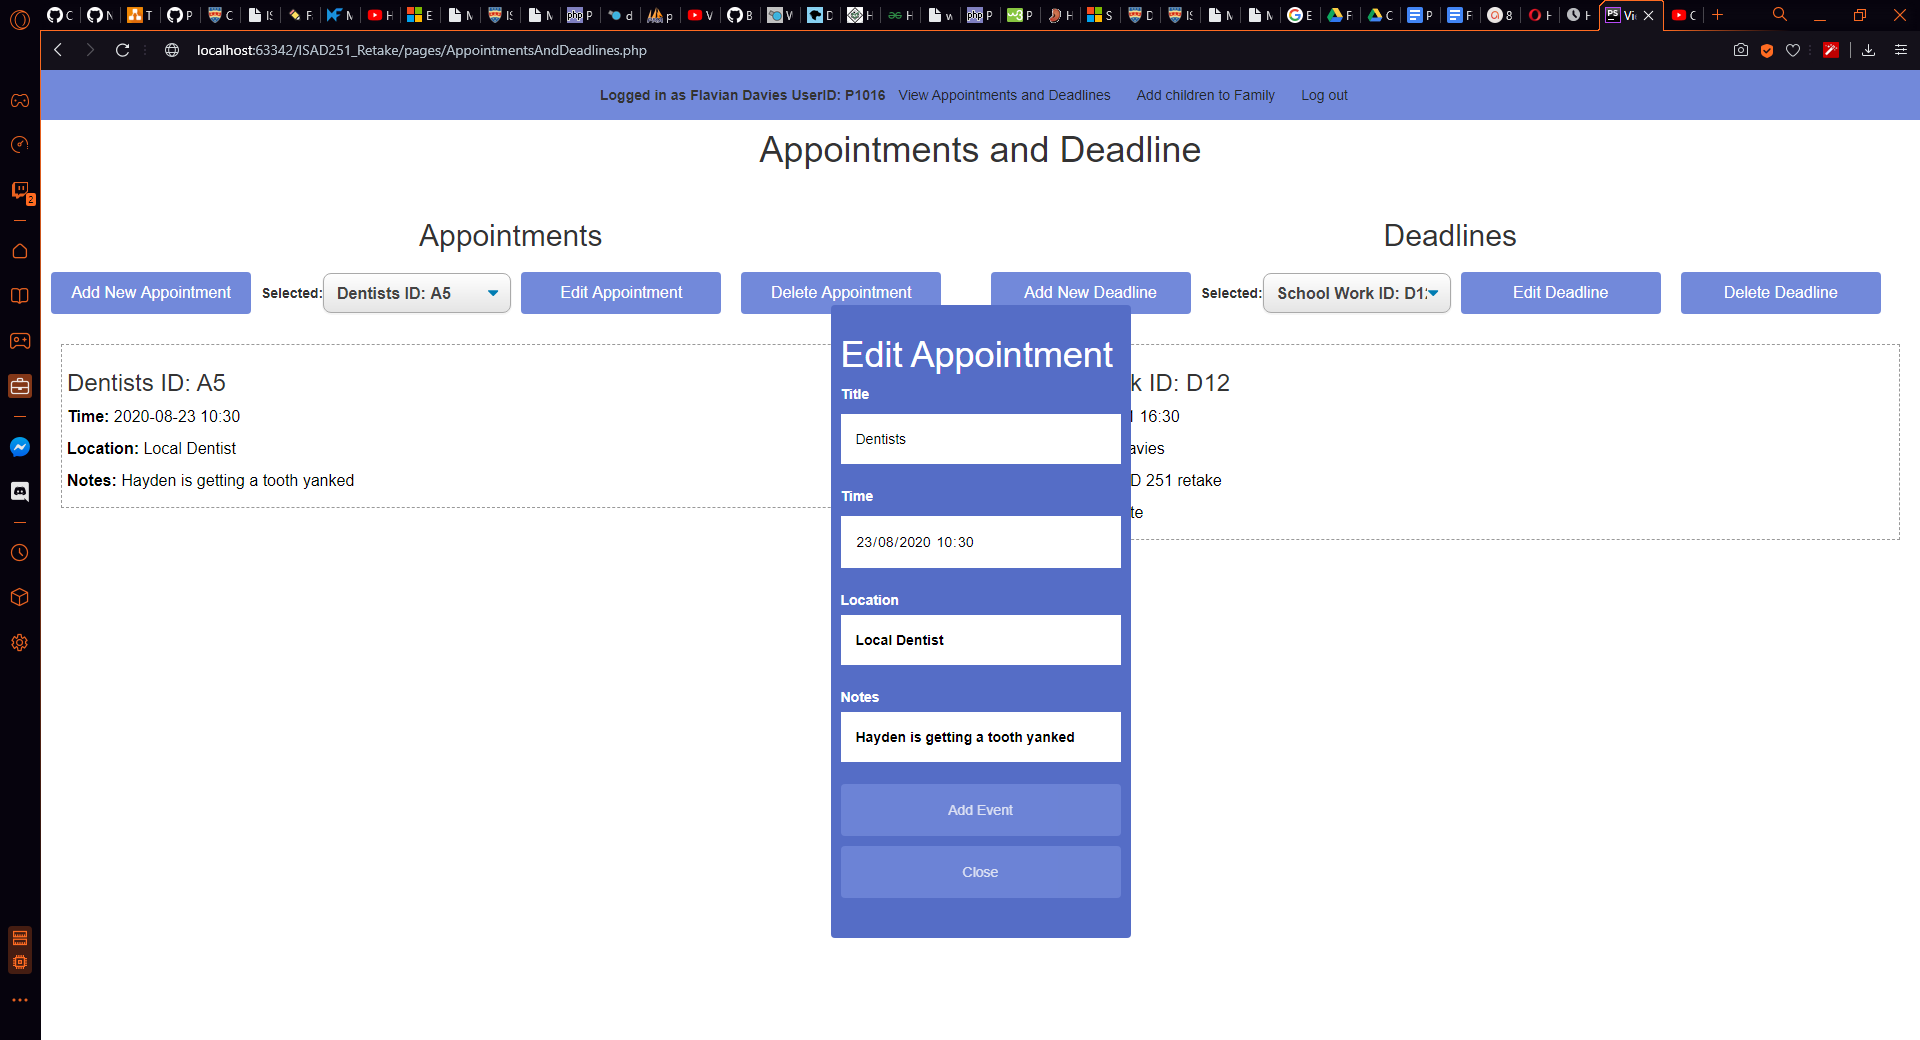 localhost:63342/ISAD251_Retake/pages/AppointmentsAndDeadlines.php
Logged in as Flavian Davies UserID: P1016 View Appointments and Deadlines Add children to Family Log out
Appointments and Deadline
Appointments
Deadlines
Add New Appointment Selected: Dentists ID: A5 Edit Appointment Delete Appointment
Add New Deadline Selected: School Work ID: D1 Edit Deadline Delete Deadline
Dentists ID: A5
Time: 2020-08-23 10:30
Location: Local Dentist
Notes: Hayden is getting a tooth yanked
Edit Appointment
Title
Dentists
Time
23/08/2020 10:30
Location
Local Dentist
Notes
Hayden is getting a tooth yanked
Add Event
Close
k ID: D12
16:30
avies
D 251 retake
te
2